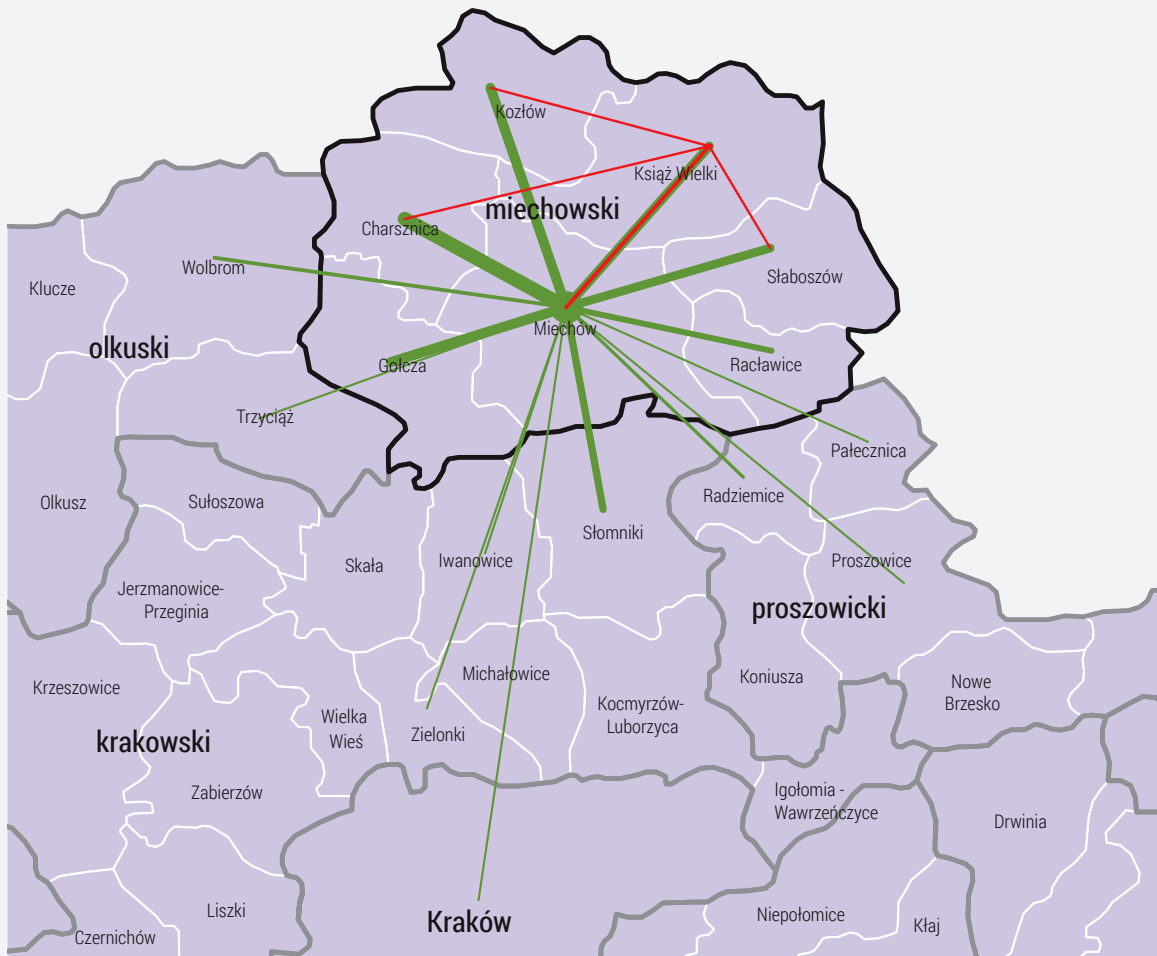 Kozłów
Książ Wielki
miechowski
Charsznica
Wolbrom
Słaboszów
Klucze
Miechów
olkuski
Gołcza
Racławice
Trzyciąż
Pałecznica
Radziemice
Olkusz
Sułoszowa
Słomniki
Skała
Iwanowice
Proszowice
Jerzmanowice-
Przeginia
proszowicki
Michałowice
Koniusza
Krzeszowice
Nowe
Brzesko
Kocmyrzów-
Luborzyca
Wielka
Wieś
Zielonki
krakowski
Zabierzów
Igołomia -
Wawrzeńczyce
Drwinia
Liszki
Kraków
Niepołomice
Kłaj
Czernichów